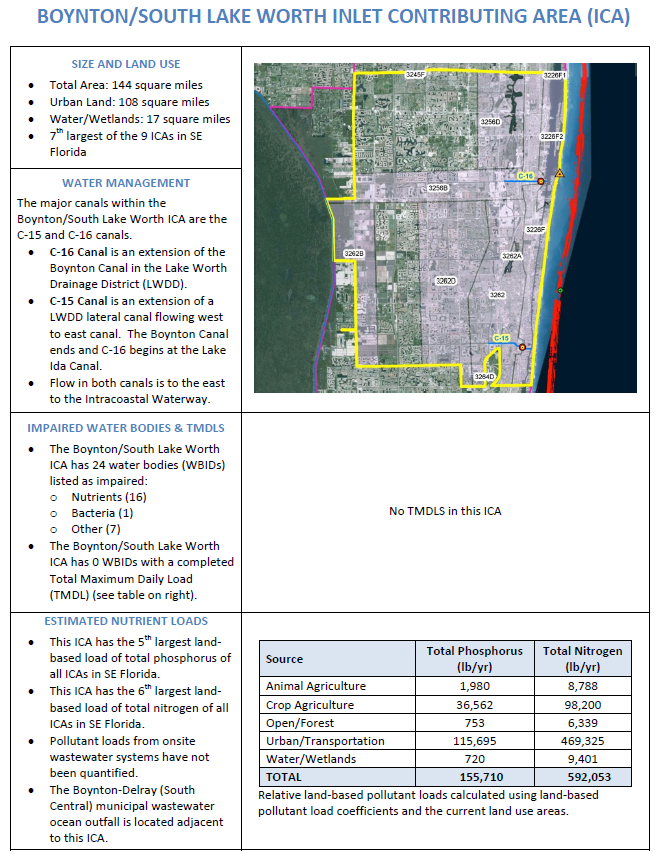 BOYNTON/SOUTH LAKE WORTH INLET CONTRIBUTING AREA (ICA)
SIZE AND LAND USE
• Total Area: 144 square miles
• Urban Land: 108 square miles
• Water/Wetlands: 17 square miles
• 7th largest of the 9 ICAs in SE
Florida
WATER MANAGEMENT
The major canals within the
Boynton/South Lake Worth ICA are the
C-15 and C-16 canals.
• C-16 Canal is an extension of the
Boynton Canal in the Lake Worth
Drainage District (LWDD).
• C-15 Canal is an extension of a
LWDD lateral canal flowing west
to east canal. The Boynton Canal
ends and C-16 begins at the Lake
Ida Canal.
• Flow in both canals is to the east
to the Intracoastal Waterway.
3245F
3226F1
3256D
3226F2
C-16
3256B
3226F
3262B
3262A
3262D
3262
C-15
3264D
IMPAIRED WATER BODIES & TMDLS
• The Boynton/South Lake Worth
ICA has 24 water bodies (WBIDs)
listed as impaired:
o Nutrients (16)
o Bacteria (1)
o Other (7)
• The Boynton/South Lake Worth
ICA has 0 WBIDs with a completed
Total Maximum Daily Load
(TMDL) (see table on right).
No TMDLS in this ICA
ESTIMATED NUTRIENT LOADS
• This ICA has the 5th largest land-
based load of total phosphorus of
all ICAs in SE Florida.
• This ICA has the 6th largest land-
based load of total nitrogen of all
ICAs in SE Florida.
• Pollutant loads from onsite
wastewater systems have not
been quantified.
• The Boynton-Delray (South
Central) municipal wastewater
ocean outfall is located adjacent
to this ICA.
Source Total Phosphorus (lb/yr) Total Nitrogen (lb/yr)
Animal Agriculture 1,980 8,788
Crop Agriculture 36,562 98,200
Open/Forest 753 6,339
Urban/Transportation 115,695 469,325
Water/Wetlands 720 9,401
TOTAL 155,710 592,053
Relative land-based pollutant loads calculated using land-based
pollutant load coefficients and the current land use areas.